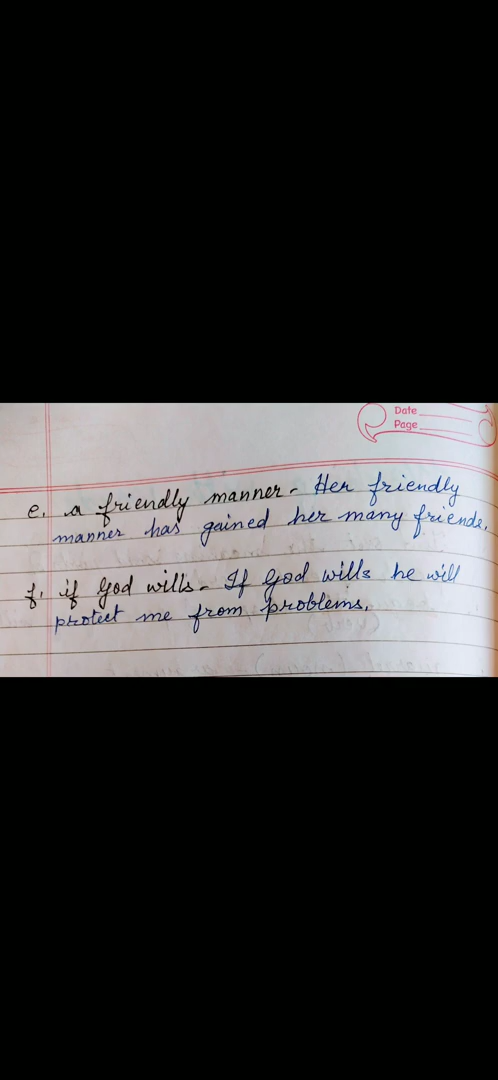 Date
Page
e. a friendly manner - Her friendly
manner has gained her many friends.
f. if God wills - If God wills he will
protect me from problems.